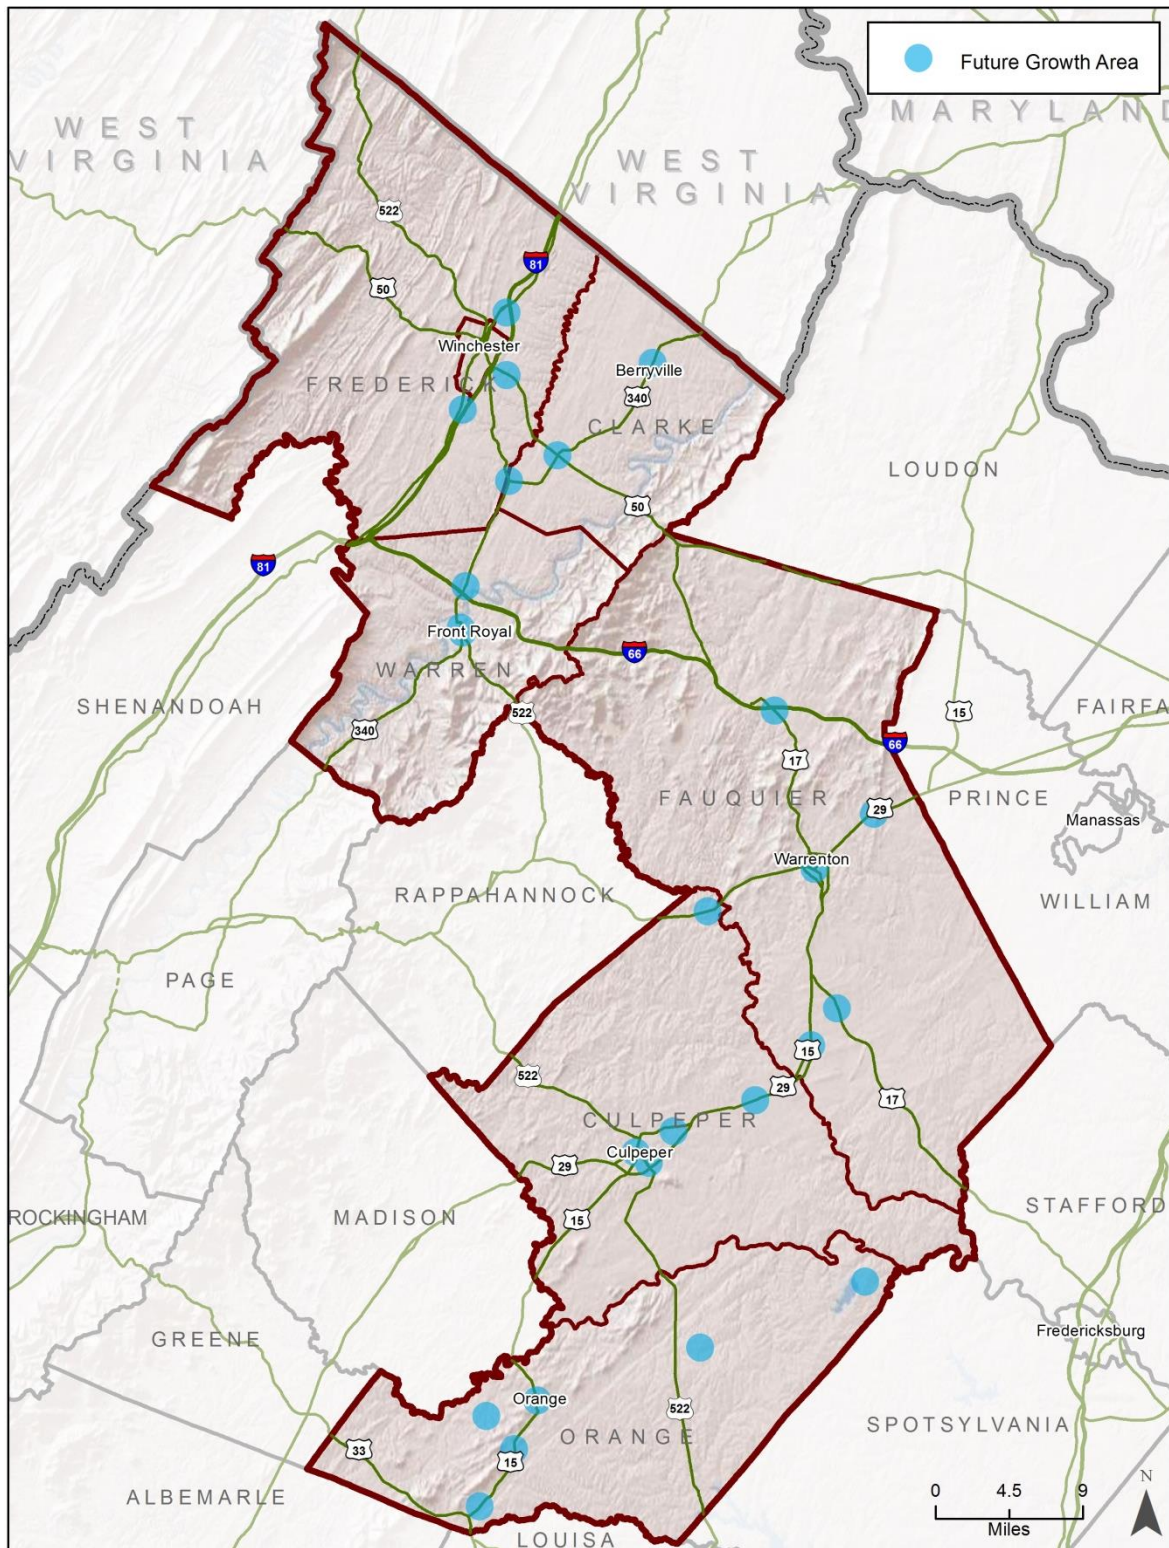 Future Growth Area
MARYLAND
WEST
VIRGINIA
WEST
VIRGINIA
522
81
50
Winchester
Berryville
FREDERICK
340
CLARKE
LOUDON
50
81
Front Royal
66
WARREN
SHENANDOAH
522
15
FAIRFA
340
66
17
FAUQUIER
29
PRINCE
Manassas
Warrenton
RAPPAHANNOCK
WILLIAM
PAGE
15
522
29
17
CULPEPER
Culpeper
29
STAFFORD
ROCKINGHAM
MADISON
15
Fredericksburg
GREENE
Orange
522
SPOTSYLVANIA
ORANGE
33
15
N
ALBEMARLE
0 4.5 9
Miles
LOUISA